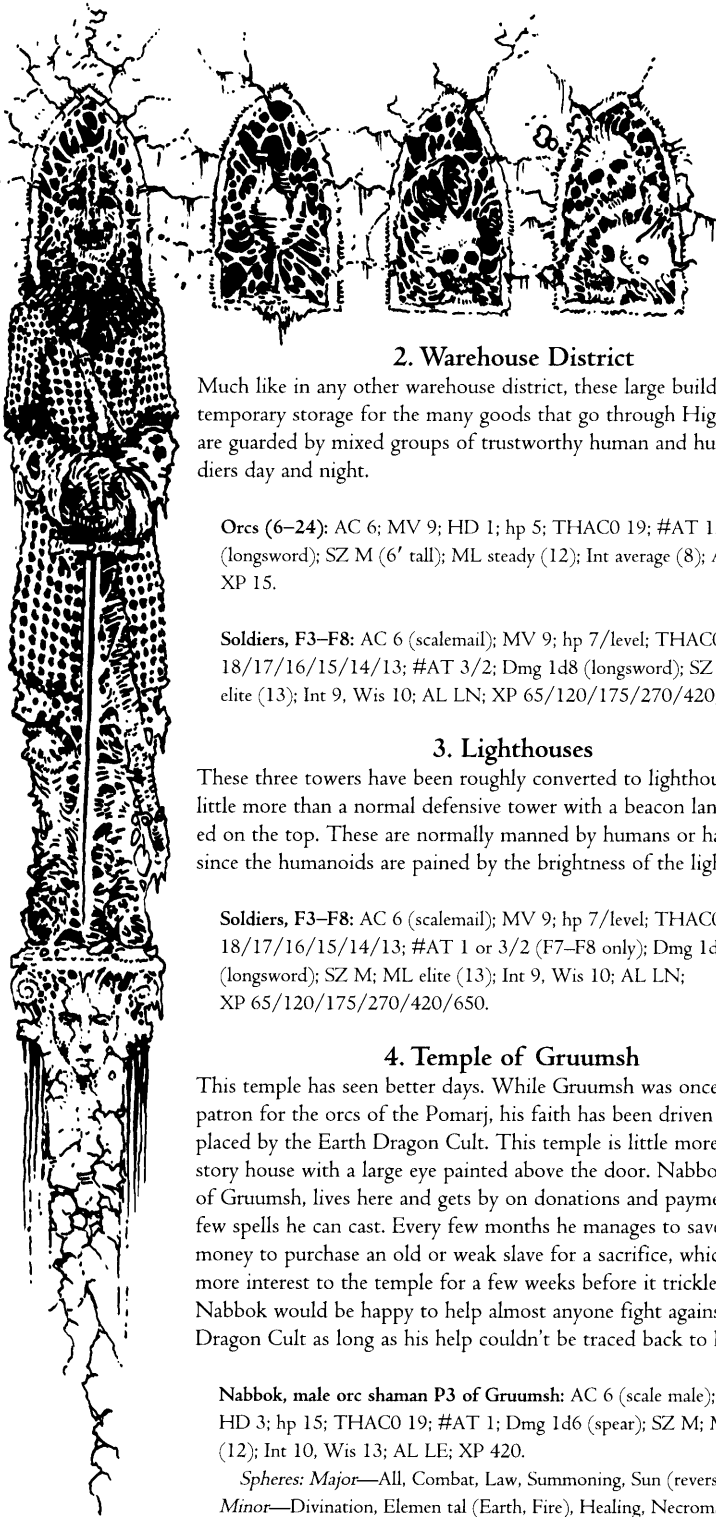 2. Warehouse District
Much like in any other warehouse district, these large build
temporary storage for the many goods that go through Hig
are guarded by mixed groups of trustworthy human and hu
diers day and night.
Orcs (6–24): AC 6; MV 9; HD 1; hp 5; THAC0 19; #AT 1
(longsword); SZ M (6′ tall); ML steady (12); Int average (8);
XP 15.
Soldiers, F3–F8: AC 6 (scalemail); MV 9; hp 7/level; THAC0
18/17/16/15/14/13; #AT 3/2; Dmg 1d8 (longsword); SZ
elite (13); Int 9, Wis 10; AL LN; XP 65/120/175/270/420
3. Lighthouses
These three towers have been roughly converted to lighthou
little more than a normal defensive tower with a beacon lan
ed on the top. These are normally manned by humans or ha
since the humanoids are pained by the brightness of the ligh
Soldiers, F3–F8: AC 6 (scalemail); MV 9; hp 7/level; THAC0
18/17/16/15/14/13; #AT 1 or 3/2 (F7–F8 only); Dmg 1d
(longsword); SZ M; ML elite (13); Int 9, Wis 10; AL LN;
XP 65/120/175/270/420/650.
4. Temple of Gruumsh
This temple has seen better days. While Gruumsh was once
patron for the orcs of the Pomarj, his faith has been driven
placed by the Earth Dragon Cult. This temple is little more
story house with a large eye painted above the door. Nabbo
of Gruumsh, lives here and gets by on donations and payme
few spells he can cast. Every few months he manages to save
money to purchase an old or weak slave for a sacrifice, whic
more interest to the temple for a few weeks before it trickle
Nabbok would be happy to help almost anyone fight agains
Dragon Cult as long as his help couldn't be traced back to
Nabbok, male orc shaman P3 of Gruumsh: AC 6 (scale male);
HD 3; hp 15; THAC0 19; #AT 1; Dmg 1d6 (spear); SZ M;
(12); Int 10, Wis 13; AL LE; XP 420.
Spheres: Major—All, Combat, Law, Summoning, Sun (revers
Minor—Divination, Elemen tal (Earth, Fire), Healing, Necrom